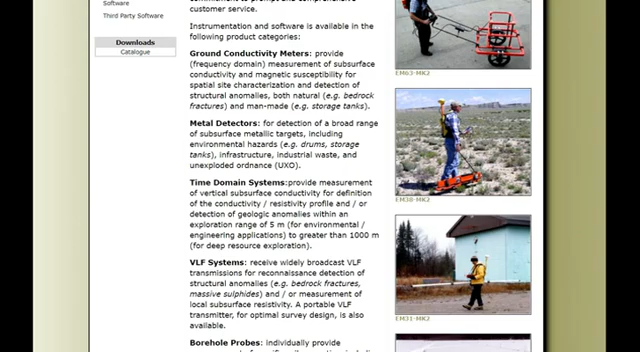 Software
Third Party Software
Downloads
Catalogue
customer service.
Instrumentation and software is available in the
following product categories:
Ground Conductivity Meters: provide
(frequency domain) measurement of subsurface
conductivity and magnetic susceptibility for
spatial site characterization and detection of
structural anomalies, both natural (e.g. bedrock
fractures) and man-made (e.g. storage tanks).
Metal Detectors: for detection of a broad range
of subsurface metallic targets, including
environmental hazards (e.g. drums, storage
tanks), infrastructure, industrial waste, and
unexploded ordnance (UXO).
Time Domain Systems:provide measurement
of vertical subsurface conductivity for definition
of the conductivity / resistivity profile and / or
detection of geologic anomalies within an
exploration range of 5 m (for environmental /
engineering applications) to greater than 1000 m
(for deep resource exploration).
VLF Systems: receive widely broadcast VLF
transmissions for reconnaissance detection of
structural anomalies (e.g. bedrock fractures,
massive sulphides) and / or measurement of
local subsurface resistivity. A portable VLF
transmitter, for optimal survey design, is also
available.
Borehole Probes: individually provide
EM63-MK2
EM38-MK2
EM31-MK2